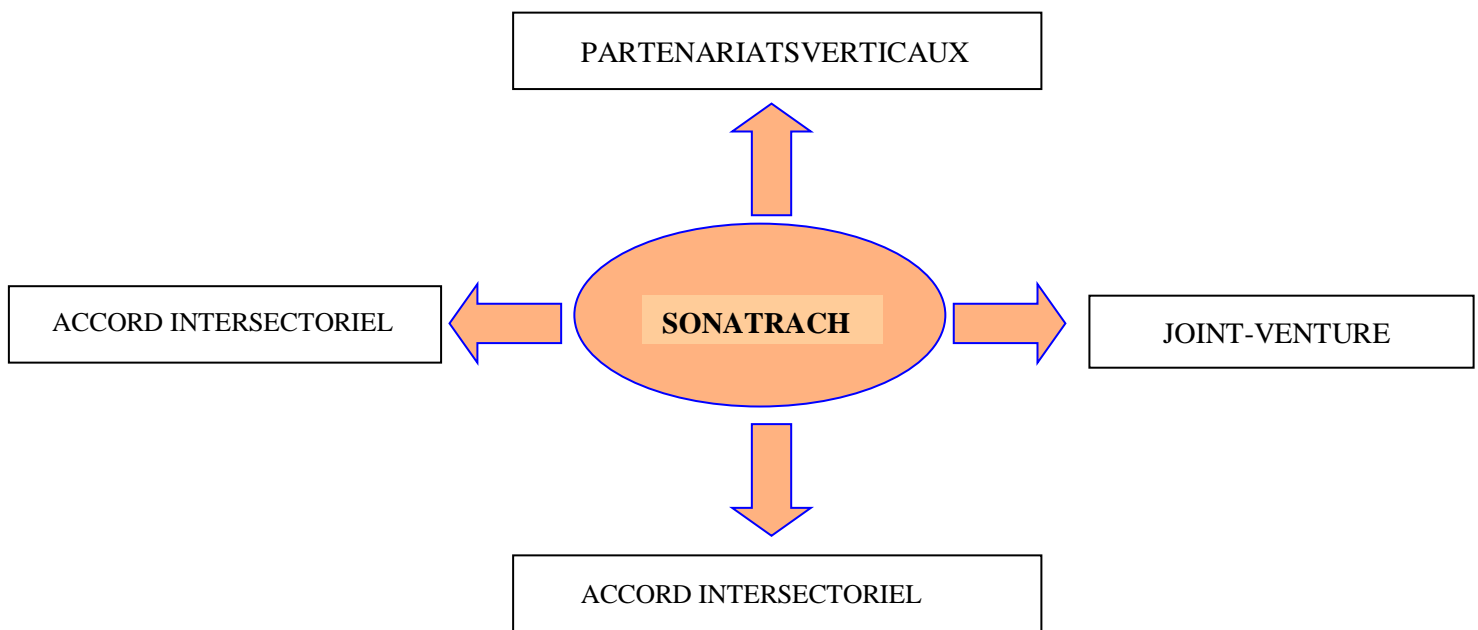 PARTENARIATSVERTICAUX
ACCORD INTERSECTORIEL
SONATRACH
JOINT-VENTURE
ACCORD INTERSECTORIEL